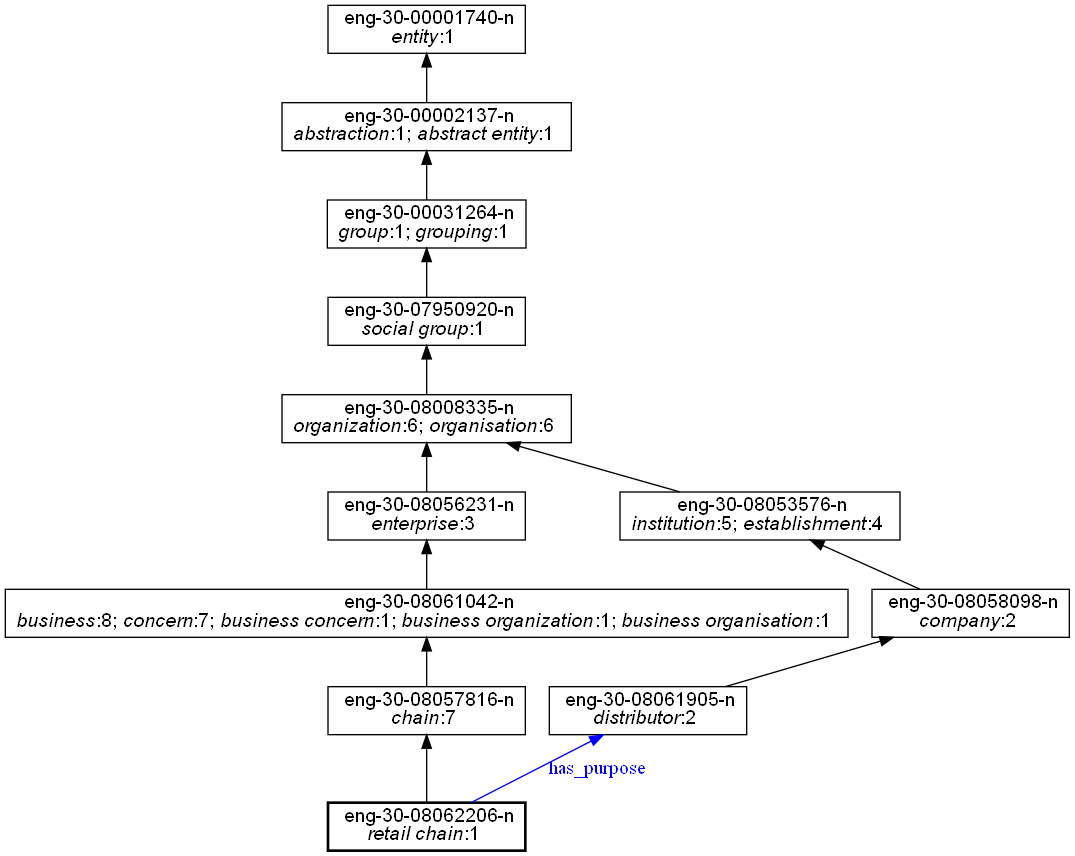 eng-30-00001740-n
entity:1
eng-30-00002137-n
abstraction:1; abstract entity:1
eng-30-00031264-n
group:1; grouping:1
eng-30-07950920-n
social group:1
eng-30-08008335-n
organization:6; organisation:6
eng-30-08056231-n
enterprise:3
eng-30-08053576-n
institution:5; establishment:4
eng-30-08061042-n
business:8; concern:7; business concern:1; business organization:1; business organisation:1
eng-30-08058098-n
company:2
eng-30-08057816-n
chain:7
eng-30-08061905-n
distributor:2
has_purpose
eng-30-08062206-n
retail chain:1